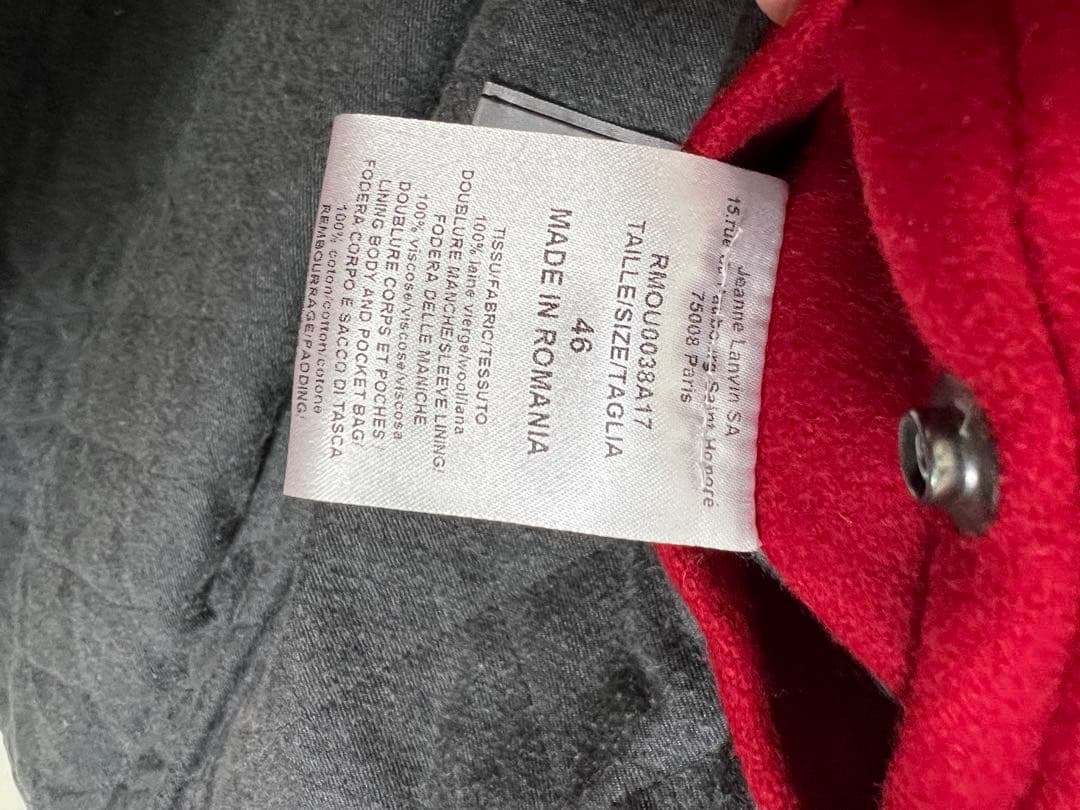 Jeanne Lanvin SA
15, rue du Faubourg Saint Honoré
75008 Paris
RMOU0038A17
TAILLE/SIZE/TAGLIA
46
MADE IN ROMANIA
TISSU/FABRIC/TESSUTO
100% laine vierge/wool/lana
DOUBLURE MANCHE/SLEEVE LINING/
FODERA DELLE MANICHE
100% viscose/viscose/viscosa
DOUBLURE CORPS ET POCHES/
LINING BODY AND POCKET BAG/
FODERA CORPO E SACCO DI TASCA
100% coton/cotton/cotone
REMBOURRAGE/PADDING/